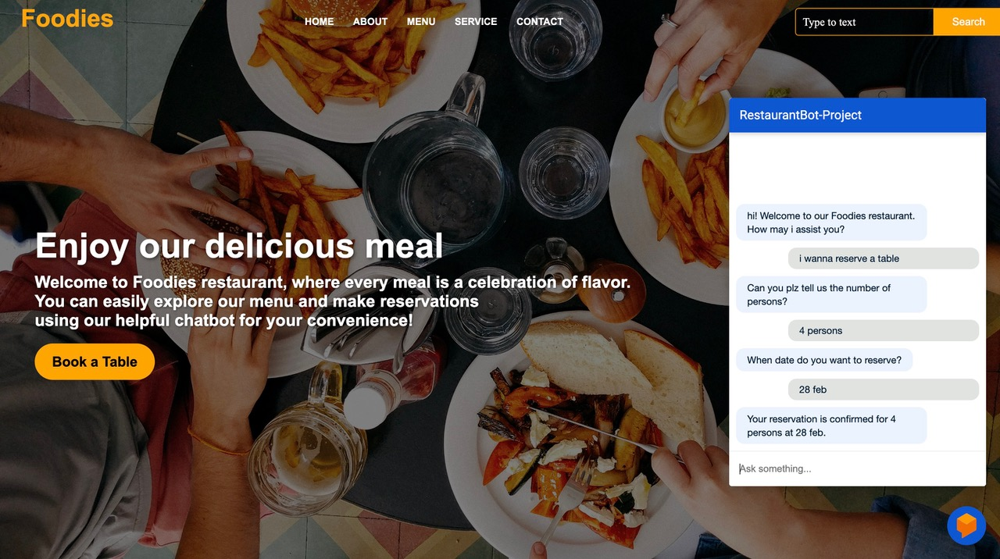 Foodies
HOME ABOUT MENU SERVICE CONTACT
Type to text
Search
RestaurantBot-Project
hi! Welcome to our Foodies restaurant.
How may i assist you?
i wanna reserve a table
Can you plz tell us the number of
persons?
4 persons
When date do you want to reserve?
28 feb
Your reservation is confirmed for 4
persons at 28 feb.
Ask something...
Enjoy our delicious meal
Welcome to Foodies restaurant, where every meal is a celebration of flavor.
You can easily explore our menu and make reservations
using our helpful chatbot for your convenience!
Book a Table